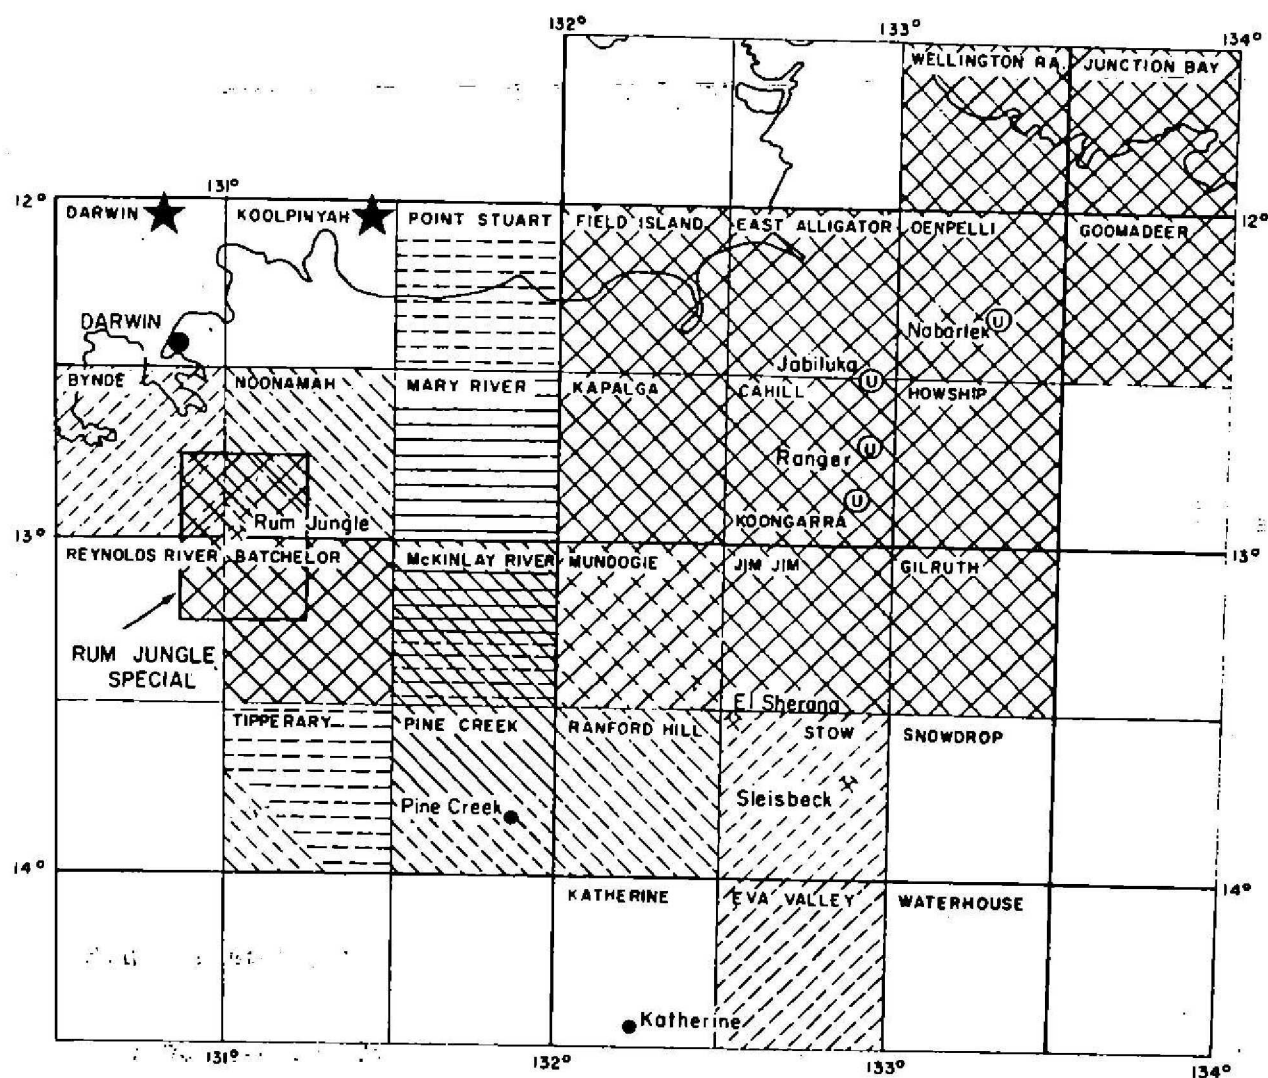 132°
133°
134°
WELLINGTON RA.
JUNCTION BAY
131°
12°
DARWIN
KOOLPINYAH
POINT STUART
FIELD ISLAND
EAST ALLIGATOR
OENPELLI
GOOMADEER
12°
DARWIN
Nabarlek
U
Jabiluka
U
BYNDE
NOONAMAH
MARY RIVER
KAPALGA
CAHILL
HOWSHIP
Ranger
U
U
Rum Jungle
KOONGARRA
13°
13°
REYNOLDS RIVER
BATCHELOR
McKINLAY RIVER
MUNDOGIE
JIM JIM
GILRUTH
RUM JUNGLE
SPECIAL
El Sherana
TIPPERARY
PINE CREEK
RANFORD HILL
STOW
SNOWDROP
Pine Creek
Sleisbeck
14°
14°
KATHERINE
EVA VALLEY
WATERHOUSE
Katherine
131°
132°
133°
134°